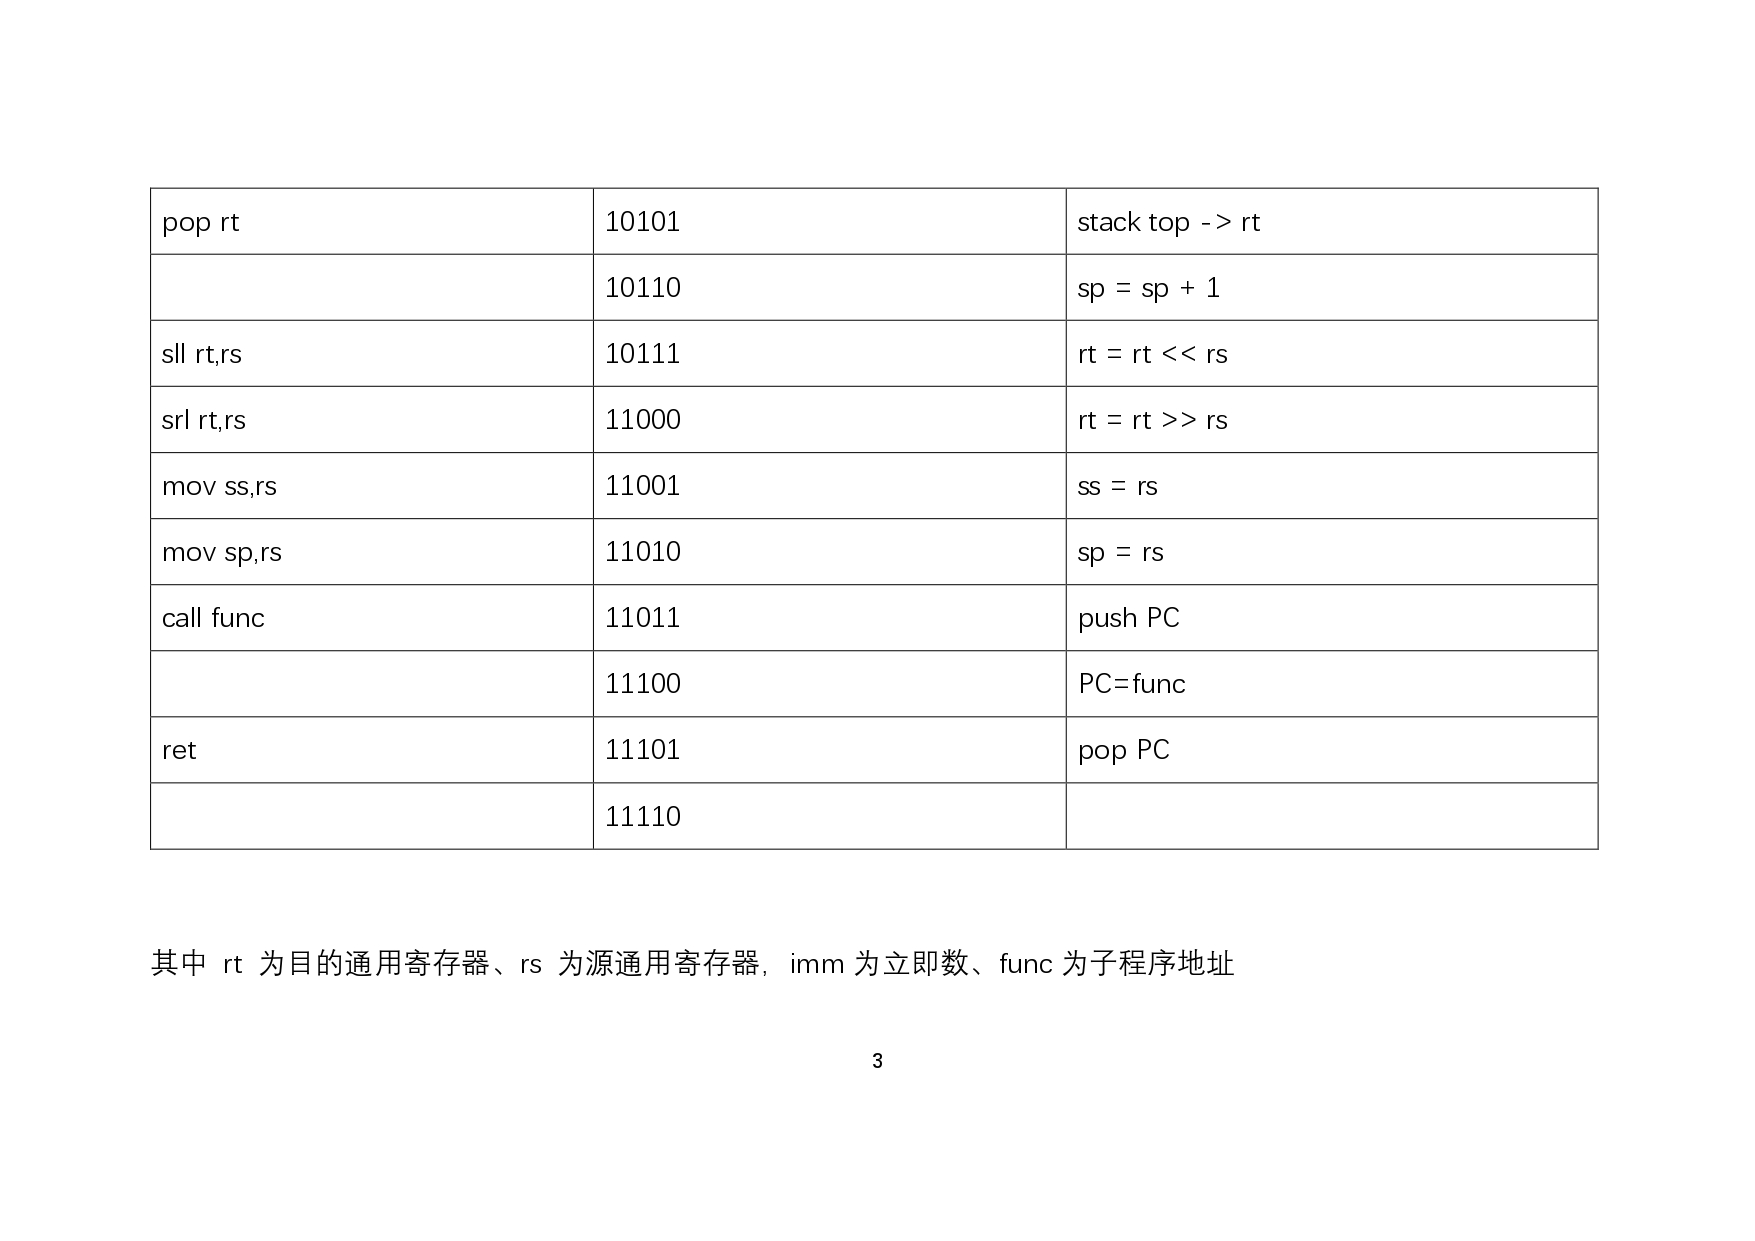 pop rt 10101 stack top -> rt
10110 sp = sp + 1
sll rt,rs 10111 rt = rt << rs
srl rt,rs 11000 rt = rt >> rs
mov ss,rs 11001 ss = rs
mov sp,rs 11010 sp = rs
call func 11011 push PC
11100 PC=func
ret 11101 pop PC
11110
其中 rt 为目的通用寄存器、rs 为源通用寄存器, imm 为立即数、func 为子程序地址
3